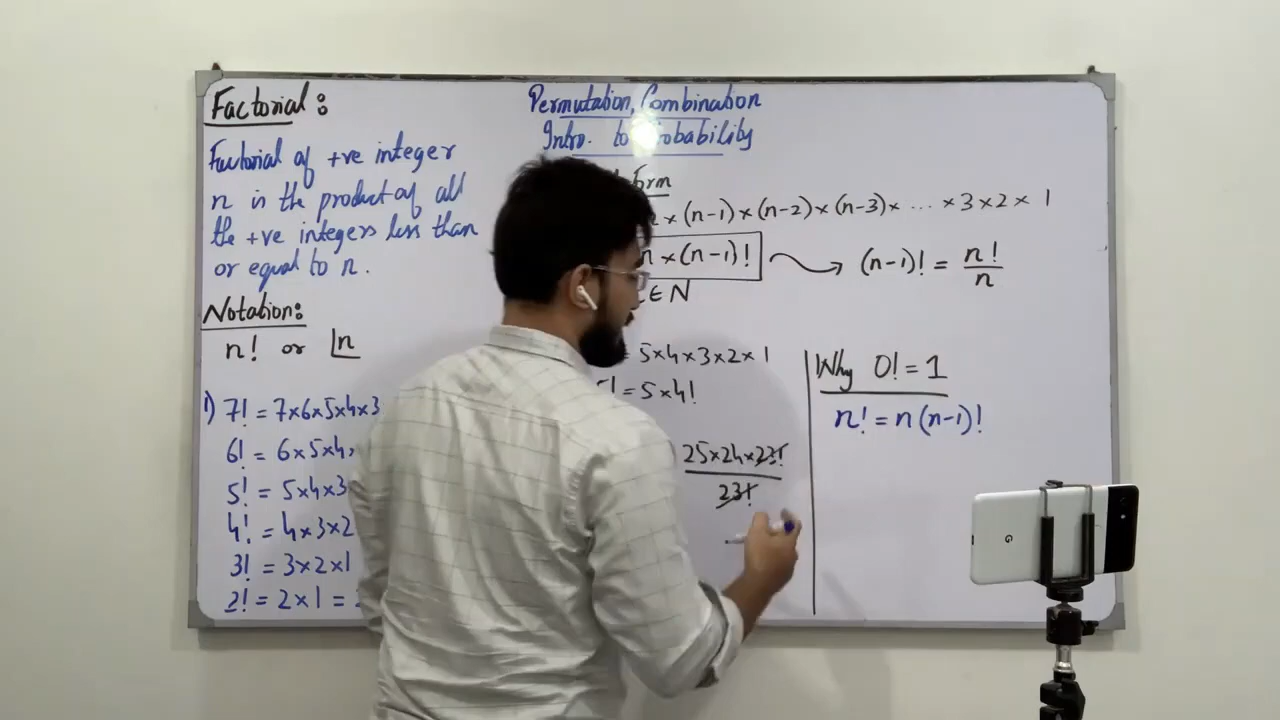 Factorial:
Factorial of +ve integer
n is the product of all
the +ve integers less than
or equal to n.
Notation:
n! or |n
1) 7! = 7×6×5×4×3
6! = 6×5×4×
5! = 5×4×3
4! = 4×3×2
3! = 3×2×1
2! = 2×1 =
Permutation, Combination
Intro. to Probability
Form
×(n-1)×(n-2)×(n-3)× ... ×3×2×1
n×(n-1)! → (n-1)! = n!/n
∈ N
= 5×4×3×2×1
5! = 5×4!
25×24×23!
23!
Why 0! = 1
n! = n(n-1)!
G